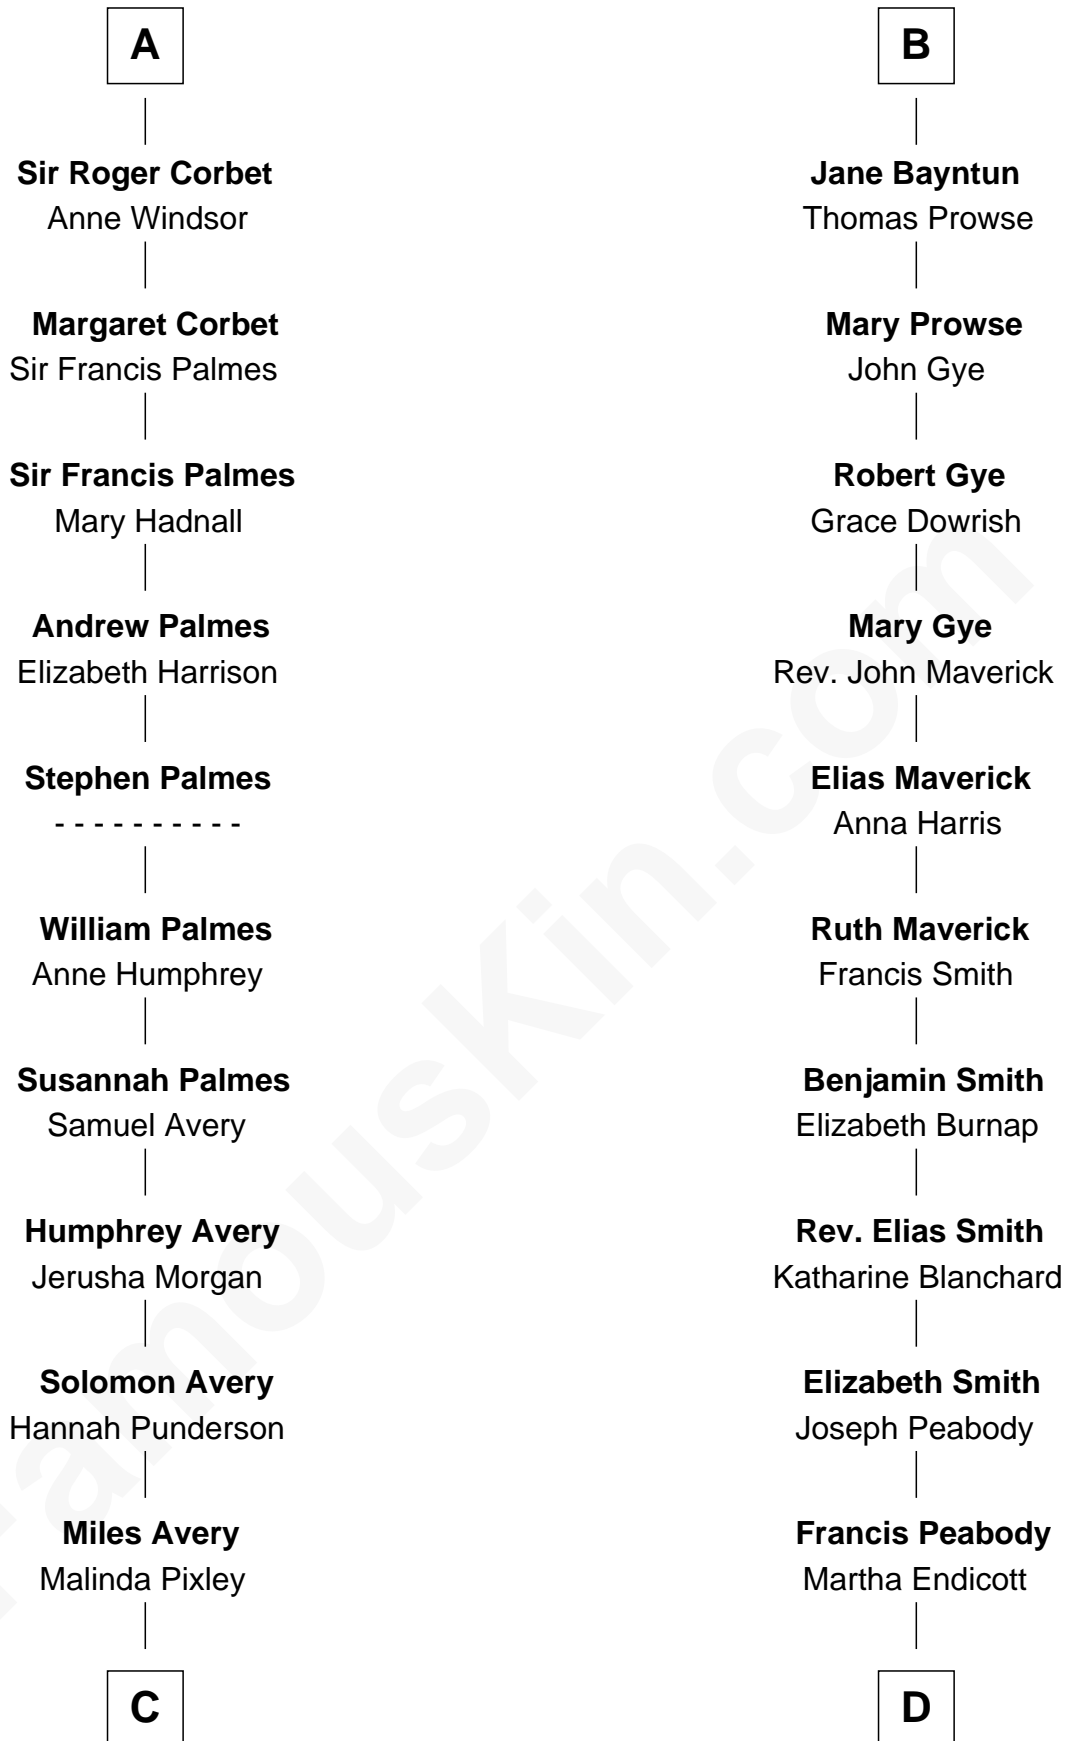 A
Sir Roger Corbet
Anne Windsor
Margaret Corbet
Sir Francis Palmes
Sir Francis Palmes
Mary Hadnall
Andrew Palmes
Elizabeth Harrison
Stephen Palmes
- - - - - - - - - -
William Palmes
Anne Humphrey
Susannah Palmes
Samuel Avery
Humphrey Avery
Jerusha Morgan
Solomon Avery
Hannah Punderson
Miles Avery
Malinda Pixley
C
B
Jane Bayntun
Thomas Prowse
Mary Prowse
John Gye
Robert Gye
Grace Dowrish
Mary Gye
Rev. John Maverick
Elias Maverick
Anna Harris
Ruth Maverick
Francis Smith
Benjamin Smith
Elizabeth Burnap
Rev. Elias Smith
Katharine Blanchard
Elizabeth Smith
Joseph Peabody
Francis Peabody
Martha Endicott
D
FamousKin.com